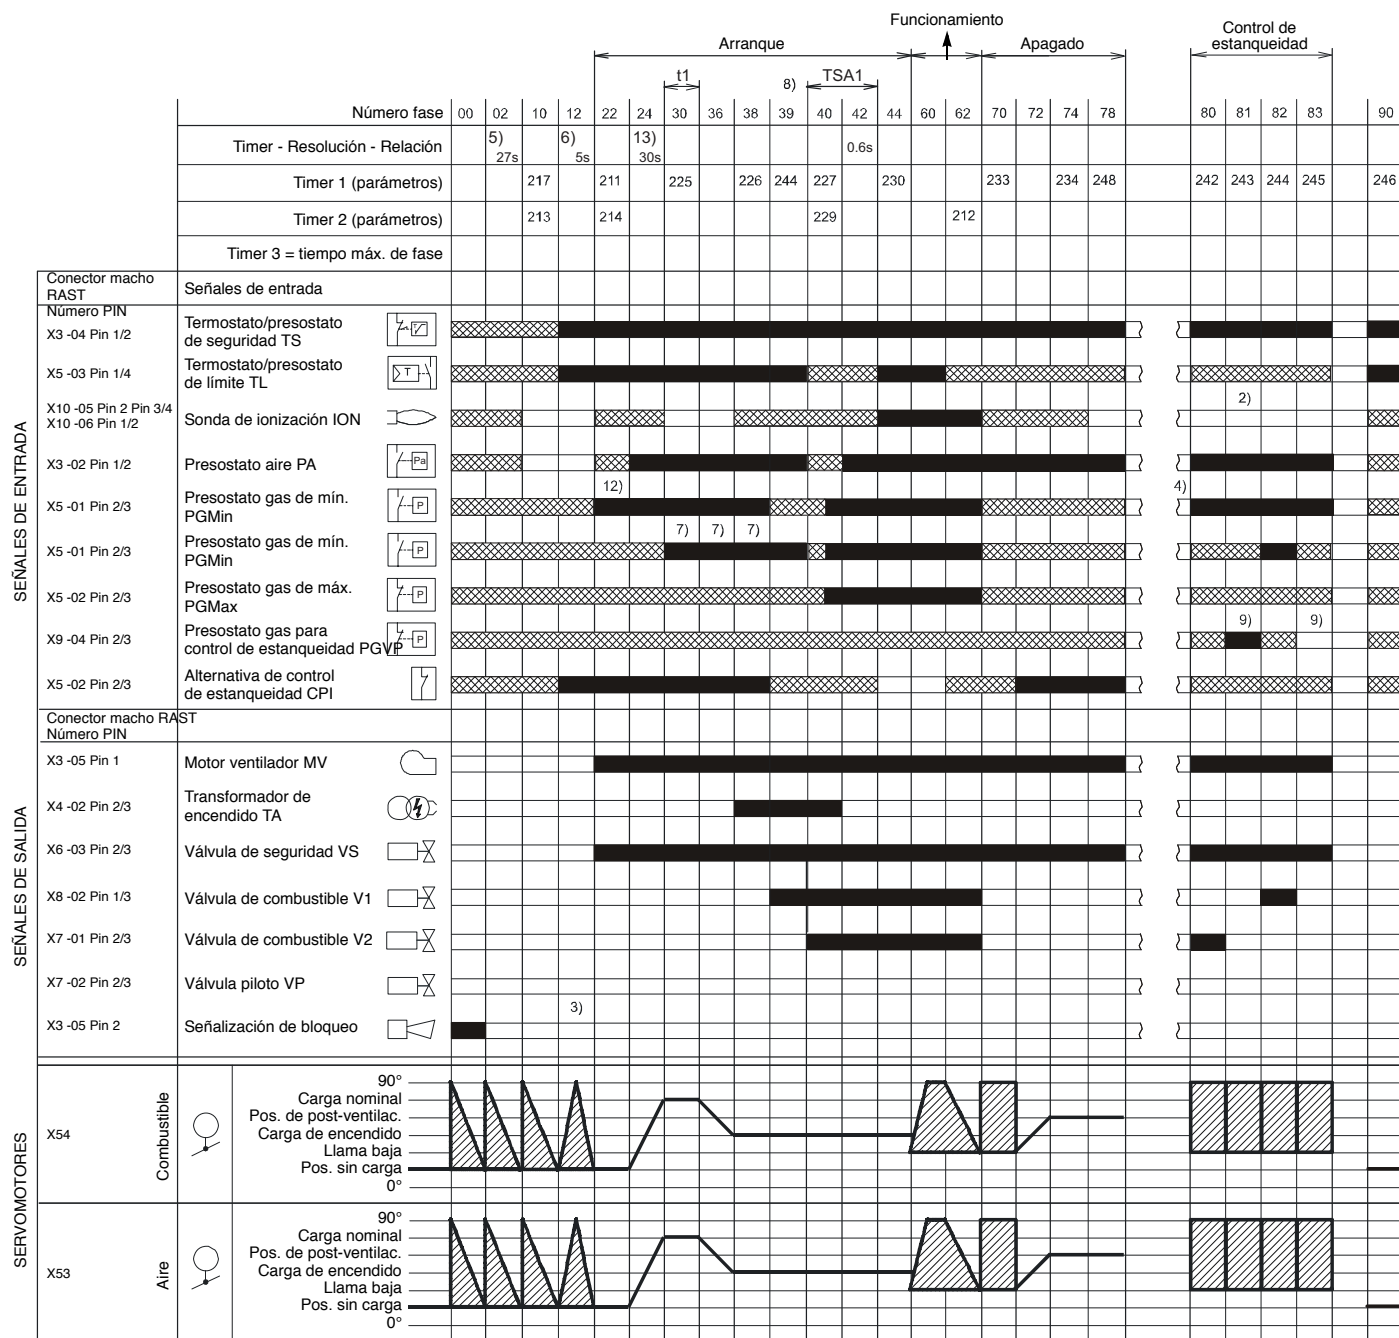 Funcionamiento
Arranque
Apagado
Control de
estanqueidad
t1
8)
TSA1
Número fase 00 02 10 12 22 24 30 36 38 39 40 42 44 60 62 70 72 74 78 80 81 82 83 90
Timer - Resolución - Relación 5) 27s 6) 5s 13) 30s 0.6s
Timer 1 (parámetros) 217 211 225 226 244 227 230 233 234 248 242 243 244 245 246
Timer 2 (parámetros) 213 214 229 212
Timer 3 = tiempo máx. de fase
Conector macho
RAST
Número PIN
Señales de entrada
SEÑALES DE ENTRADA
X3 -04 Pin 1/2
Termostato/presostato
de seguridad TS
X5 -03 Pin 1/4
Termostato/presostato
de límite TL
T
2)
X10 -05 Pin 2 Pin 3/4
X10 -06 Pin 1/2
Sonda de ionización ION
X3 -02 Pin 1/2
Presostato aire PA
Pa
12)
4)
X5 -01 Pin 2/3
Presostato gas de mín.
PGMin
P
7) 7) 7)
X5 -01 Pin 2/3
Presostato gas de mín.
PGMin
P
X5 -02 Pin 2/3
Presostato gas de máx.
PGMax
P
9) 9)
X9 -04 Pin 2/3
Presostato gas para
control de estanqueidad PGVP
P
X5 -02 Pin 2/3
Alternativa de control
de estanqueidad CPI
Conector macho RAST
Número PIN
SEÑALES DE SALIDA
X3 -05 Pin 1
Motor ventilador MV
X4 -02 Pin 2/3
Transformador de
encendido TA
X6 -03 Pin 2/3
Válvula de seguridad VS
X8 -02 Pin 1/3
Válvula de combustible V1
X7 -01 Pin 2/3
Válvula de combustible V2
X7 -02 Pin 2/3
Válvula piloto VP
3)
X3 -05 Pin 2
Señalización de bloqueo
SERVOMOTORES
X54
Combustible
90°
Carga nominal
Pos. de post-ventilac.
Carga de encendido
Llama baja
Pos. sin carga
0°
X53
Aire
90°
Carga nominal
Pos. de post-ventilac.
Carga de encendido
Llama baja
Pos. sin carga
0°